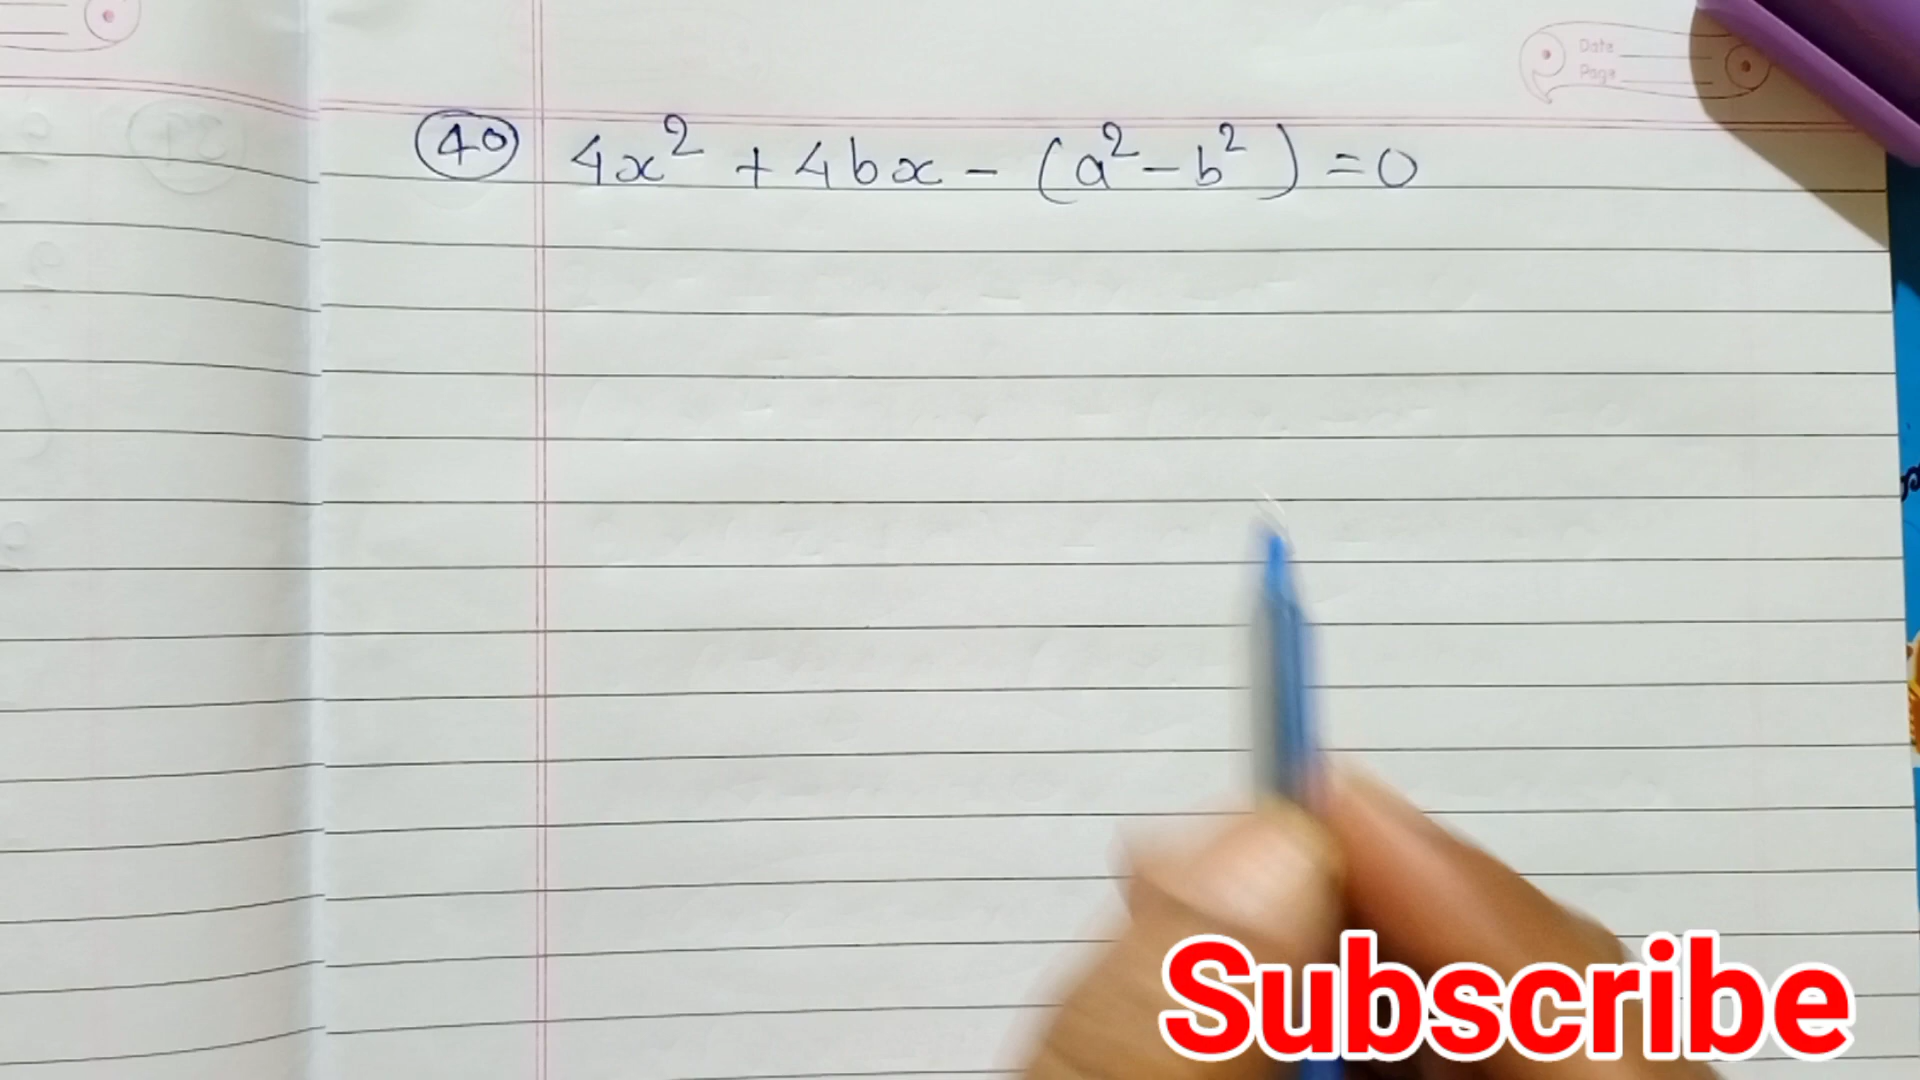 Date
Page
40 4x² + 4bx - (a² - b²) = 0
Subscribe